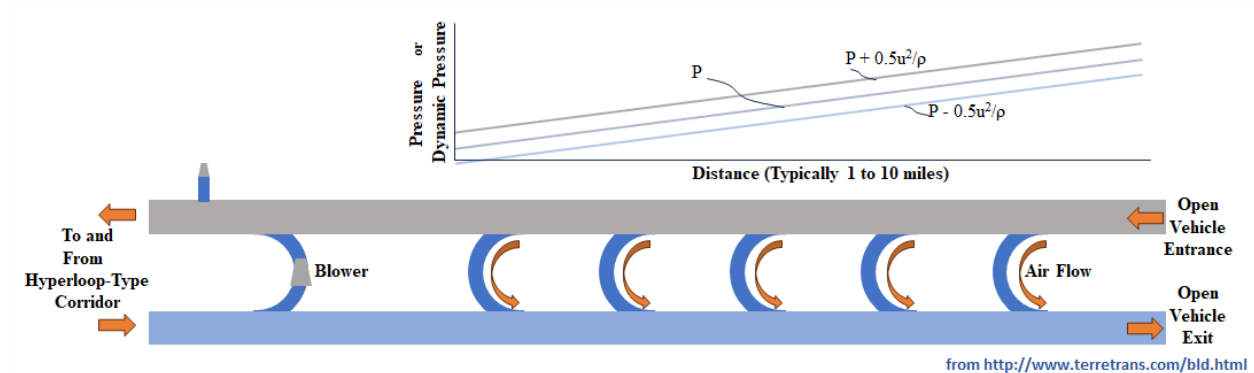 Pressure or
Dynamic Pressure
P
P + 0.5u²/ρ
P - 0.5u²/ρ
Distance (Typically 1 to 10 miles)
To and
From
Hyperloop-Type
Corridor
Blower
Air Flow
Open
Vehicle
Entrance
Open
Vehicle
Exit
from http://www.terretrans.com/bld.html